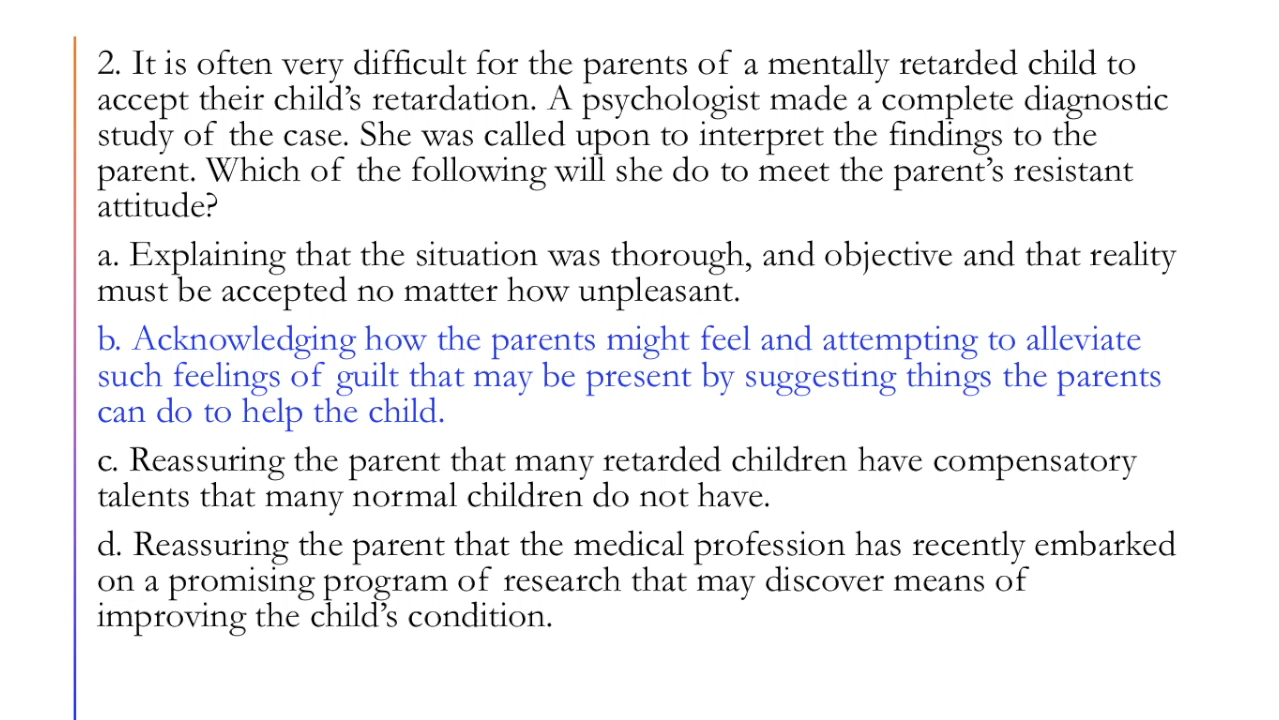 2. It is often very difficult for the parents of a mentally retarded child to
accept their child’s retardation. A psychologist made a complete diagnostic
study of the case. She was called upon to interpret the findings to the
parent. Which of the following will she do to meet the parent’s resistant
attitude?
a. Explaining that the situation was thorough, and objective and that reality
must be accepted no matter how unpleasant.
b. Acknowledging how the parents might feel and attempting to alleviate
such feelings of guilt that may be present by suggesting things the parents
can do to help the child.
c. Reassuring the parent that many retarded children have compensatory
talents that many normal children do not have.
d. Reassuring the parent that the medical profession has recently embarked
on a promising program of research that may discover means of
improving the child’s condition.